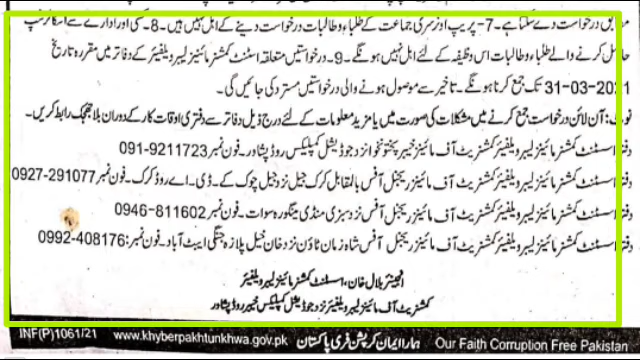 مطابق درخواست دے سکتا ہے۔ 7- پریپ اور نرسری جماعت کے طلباء و طالبات درخواست دینے کے اہل نہیں ہیں۔ 8- کسی اور ادارے سے اسکالرشپ
حاصل کرنے والے طلباء و طالبات اس وظیفہ کے لئے اہل نہیں ہونگے۔ 9- درخواستیں متعلقہ اسسٹنٹ کمشنر مائینز لیبر ویلفیئر کے دفاتر میں مقررہ تاریخ
31-03-2021 تک جمع کرنا ہونگے۔ تاخیر سے موصول ہونے والی درخواستیں مسترد کی جائیں گی۔
نوٹ: آن لائن درخواست جمع کرنے میں مشکلات کی صورت میں یا مزید معلومات کے لئے درج ذیل دفاتر سے دفتری اوقات کار کے دوران بلا جھجک رابطہ کریں۔
دفتر اسسٹنٹ کمشنر مائینز لیبر ویلفیئر کمشنریٹ آف مائینز خیبر پختونخوا نزد جوڈیشل کمپلیکس روڈ پشاور۔ فون نمبر 091-9211723
دفتر اسسٹنٹ کمشنر مائینز لیبر ویلفیئر کمشنریٹ آف مائینز ریجنل آفس بالمقابل کرک جیل نزد جیل چوک کے۔ ڈی۔ اے روڈ کرک۔ فون نمبر 0927-291077
دفتر اسسٹنٹ کمشنر مائینز لیبر ویلفیئر کمشنریٹ آف مائینز ریجنل آفس نزد سبزی منڈی مینگورہ سوات۔ فون نمبر 0946-811602
دفتر اسسٹنٹ کمشنر مائینز لیبر ویلفیئر کمشنریٹ آف مائینز ریجنل آفس شاہ زمان ٹاؤن نزد خان خیل پلازہ جنگی ایبٹ آباد۔ فون نمبر: 0992-408176
انجینئر بلال خان، اسسٹنٹ کمشنر مائینز لیبر ویلفیئر
کمشنریٹ آف مائینز لیبر ویلفیئر نزد جوڈیشل کمپلیکس خیبر روڈ پشاور
INF(P)1061/21 www.khyberpakhtunkhwa.gov.pk ہمارا ایمان کرپشن فری پاکستان Our Faith Corruption Free Pakistan